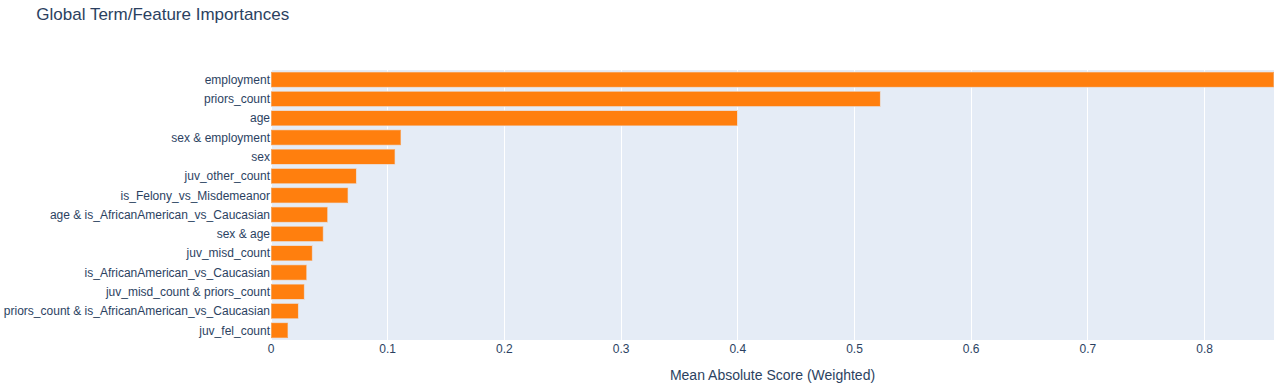 Global Term/Feature Importances
employment
priors_count
age
sex & employment
sex
juv_other_count
is_Felony_vs_Misdemeanor
age & is_AfricanAmerican_vs_Caucasian
sex & age
juv_misd_count
is_AfricanAmerican_vs_Caucasian
juv_misd_count & priors_count
priors_count & is_AfricanAmerican_vs_Caucasian
juv_fel_count
0 0.1 0.2 0.3 0.4 0.5 0.6 0.7 0.8
Mean Absolute Score (Weighted)